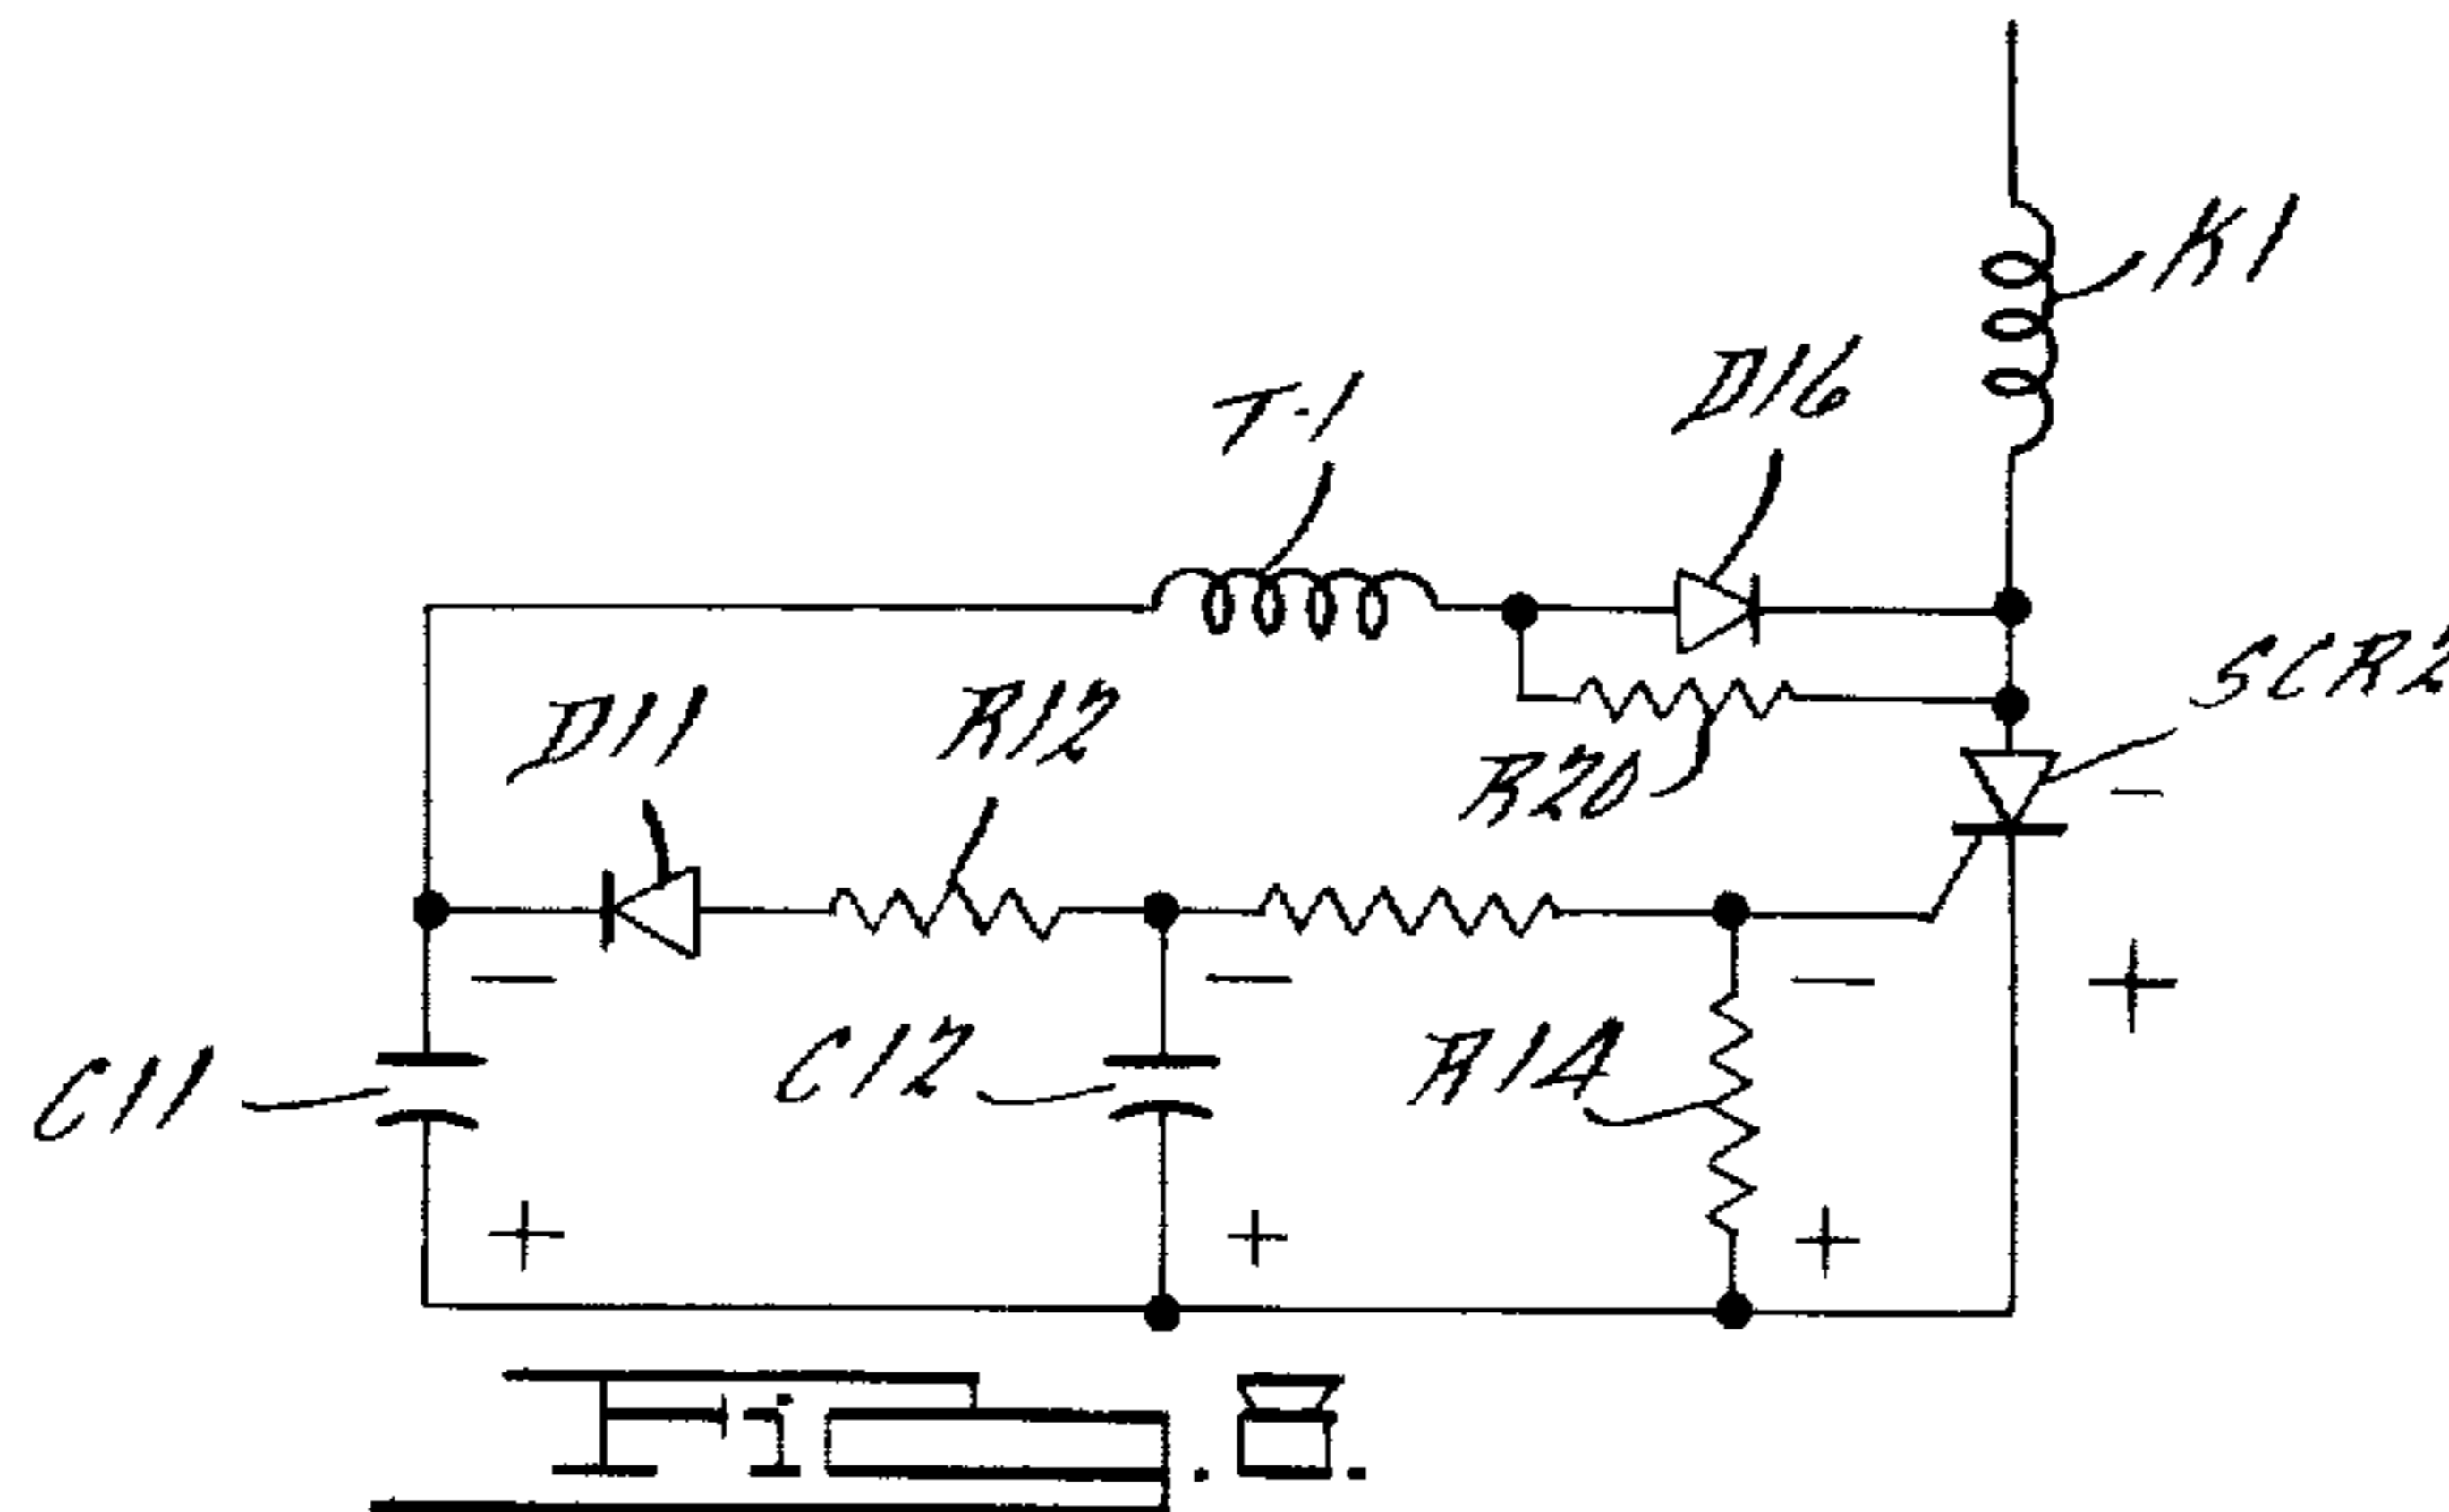 K1
D16
T-1
SCR2
D11
R12
R20
-
- - - +
C11
C12
R14
+ + +
Fig. 8.